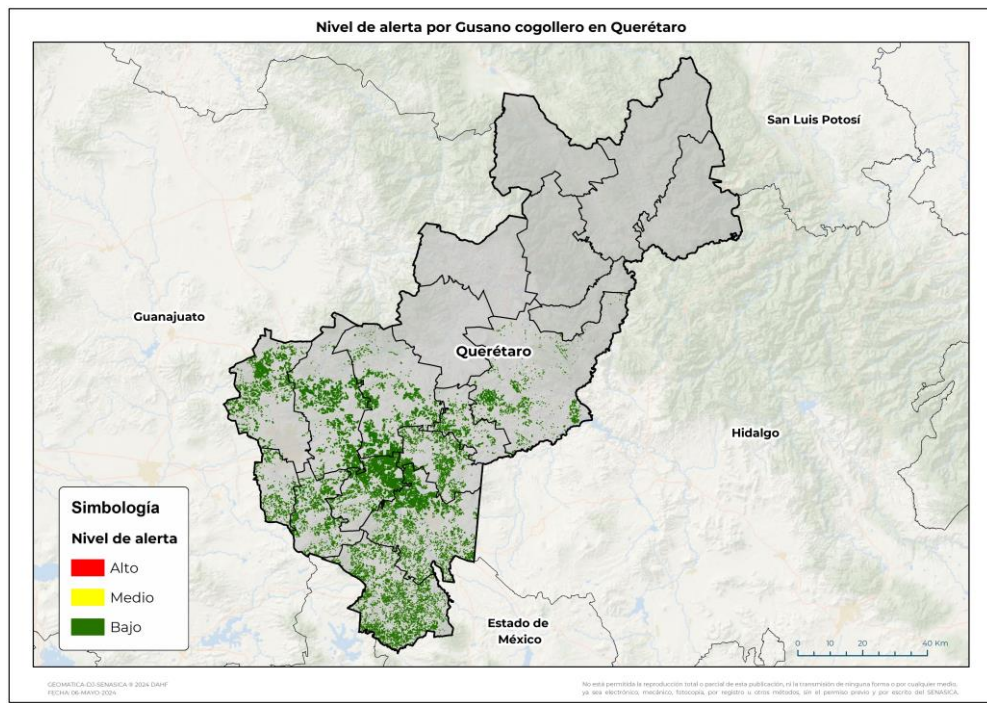 Nivel de alerta por Gusano cogollero en Querétaro
San Luis Potosí
Guanajuato
Querétaro
Hidalgo
Simbología
Nivel de alerta
Alto
Medio
Bajo
Estado de
México
0 10 20 40 Km
GEOMÁTICA-CO-SENASICA ® 2024 DAHF
FECHA 06-MAYO-2024
No está permitida la reproducción total o parcial de esta publicación, ni la transmisión de ninguna forma o por cualquier medio,
ya sea electrónico, mecánico, fotocopia, por registro u otros métodos, sin el permiso previo y por escrito del SENASICA.